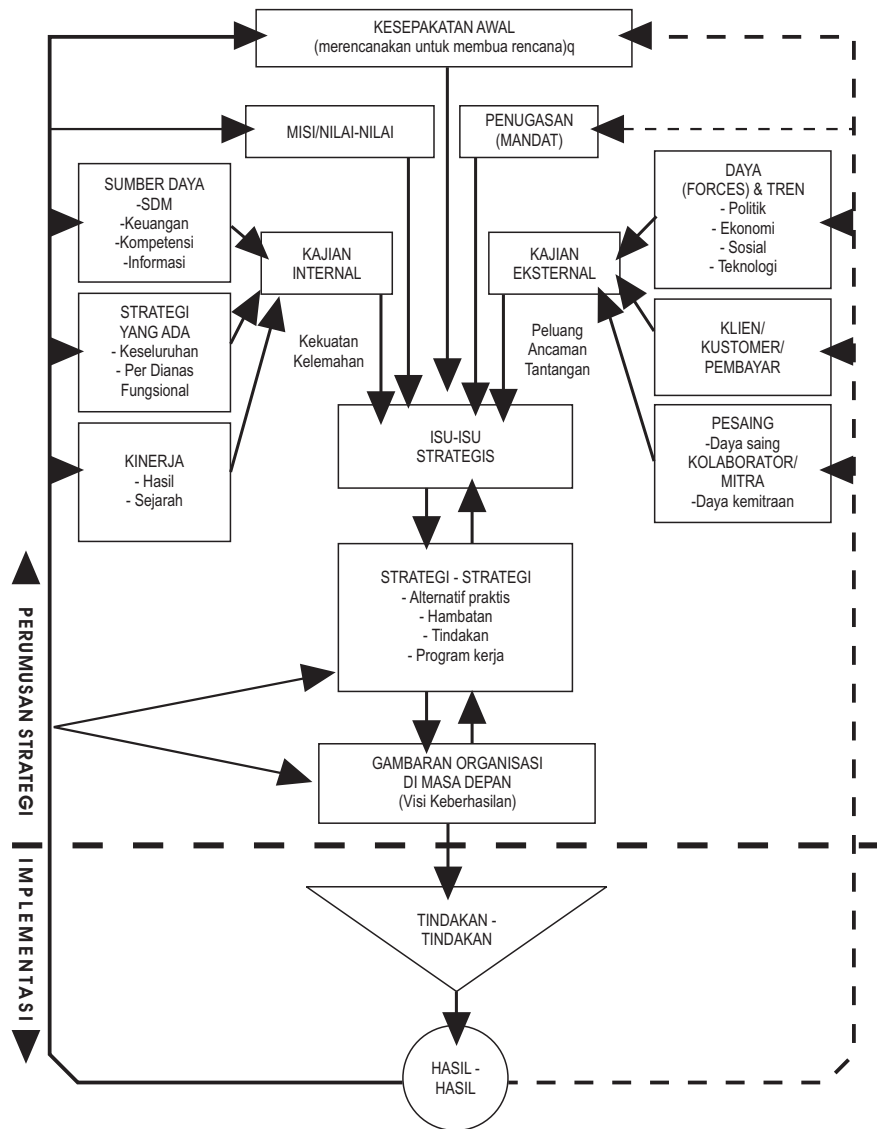 KESEPAKATAN AWAL
(merencanakan untuk membua rencana)q
MISI/NILAI-NILAI
PENUGASAN
(MANDAT)
SUMBER DAYA
-SDM
-Keuangan
-Kompetensi
-Informasi
KAJIAN
INTERNAL
KAJIAN
EKSTERNAL
DAYA
(FORCES) & TREN
- Politik
- Ekonomi
- Sosial
- Teknologi
STRATEGI
YANG ADA
- Keseluruhan
- Per Dianas
Fungsional
Kekuatan
Kelemahan
Peluang
Ancaman
Tantangan
KLIEN/
KUSTOMER/
PEMBAYAR
KINERJA
- Hasil
- Sejarah
ISU-ISU
STRATEGIS
PESAING
-Daya saing
KOLABORATOR/
MITRA
-Daya kemitraan
STRATEGI - STRATEGI
- Alternatif praktis
- Hambatan
- Tindakan
- Program kerja
PERUMUSAN STRATEGI
GAMBARAN ORGANISASI
DI MASA DEPAN
(Visi Keberhasilan)
IMPLEMENTASI
TINDAKAN -
TINDAKAN
HASIL -
HASIL